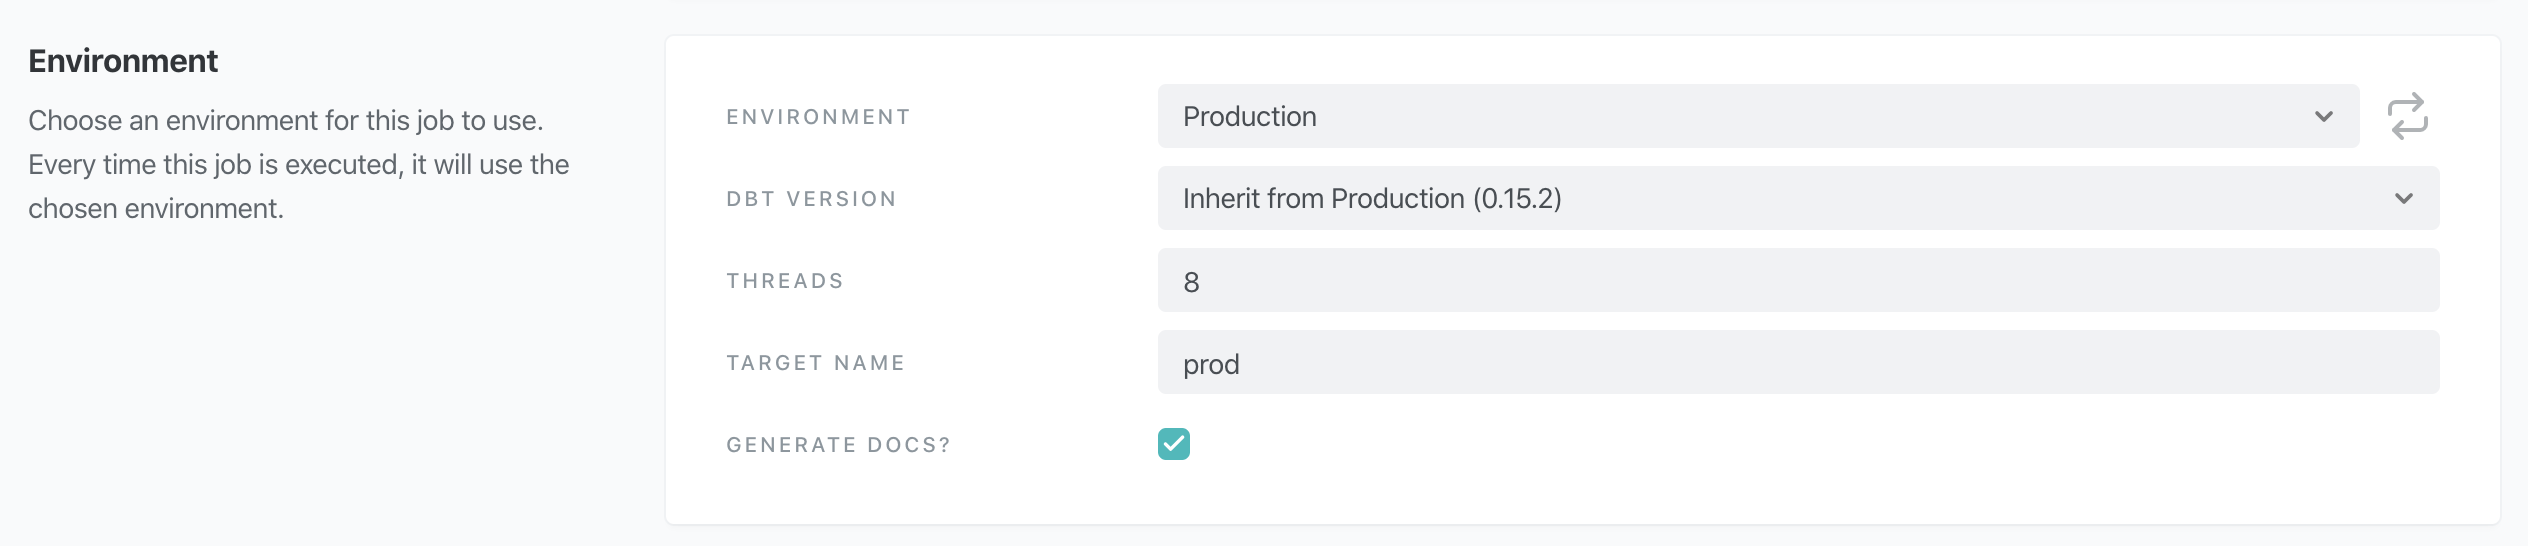 Environment
Choose an environment for this job to use.
Every time this job is executed, it will use the
chosen environment.
ENVIRONMENT
Production
DBT VERSION
Inherit from Production (0.15.2)
THREADS
8
TARGET NAME
prod
GENERATE DOCS?